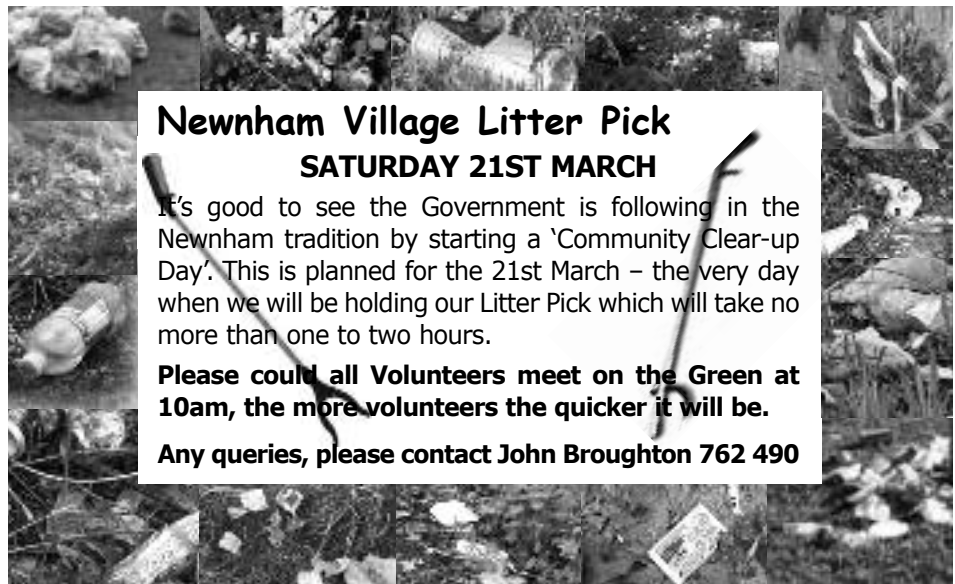 Newnham Village Litter Pick
SATURDAY 21ST MARCH
It’s good to see the Government is following in the
Newnham tradition by starting a ‘Community Clear-up
Day’. This is planned for the 21st March – the very day
when we will be holding our Litter Pick which will take no
more than one to two hours.
Please could all Volunteers meet on the Green at
10am, the more volunteers the quicker it will be.
Any queries, please contact John Broughton 762 490